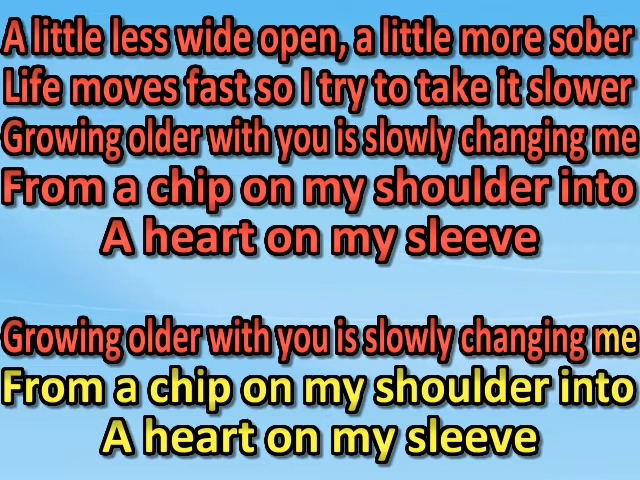 A little less wide open, a little more sober
Life moves fast so I try to take it slower
Growing older with you is slowly changing me
From a chip on my shoulder into
A heart on my sleeve
Growing older with you is slowly changing me
From a chip on my shoulder into
A heart on my sleeve